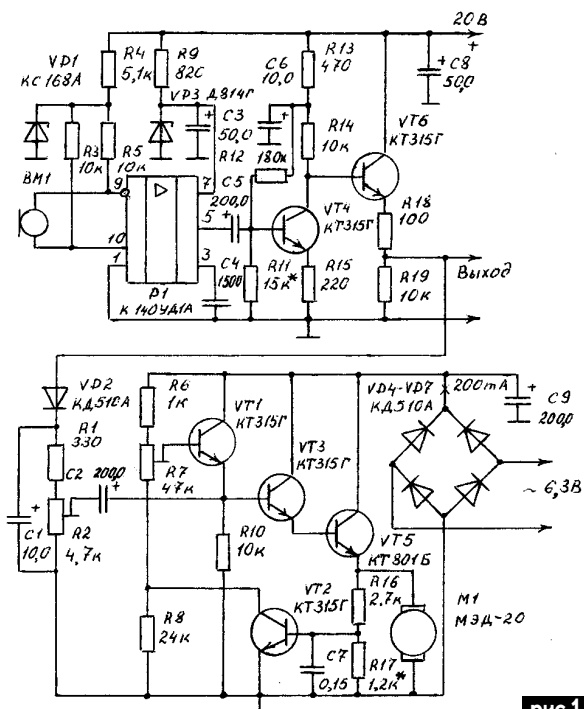 20В
VD1
КС168А
R4
5,1к
R9
820
VD3 Д814Г
C3
50,0
C6
10,0
R13
470
C8
50,0
R14
10к
VT6
КТ315Г
R3
10к
R5
10к
R12
180к
ВМ1
9
10
1
7
5
3
C5
200,0
VT4
КТ315Г
R18
100
C4
1500
R11
15к*
R15
220
R19
10к
Выход
К140УД1А
VD2
КД510А
R1
330
C2
200,0
R2
4,7к
C1
10,0
R6
1к
R7
47к
VT1
КТ315Г
VT3
КТ315Г
VD4-VD7
КД510А
200mA
C9
200,0
~6,3В
R10
10к
VT5
КТ801Б
VT2
КТ315Г
R16
2,7к
M1
МЭД-20
R8
24к
C7
0,15
R17
1,2к*
рис.1